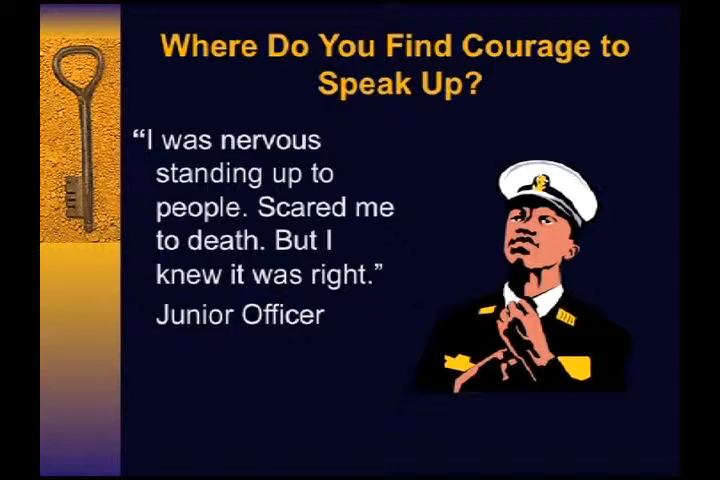 Where Do You Find Courage to
Speak Up?
“I was nervous
standing up to
people. Scared me
to death. But I
knew it was right.”
Junior Officer